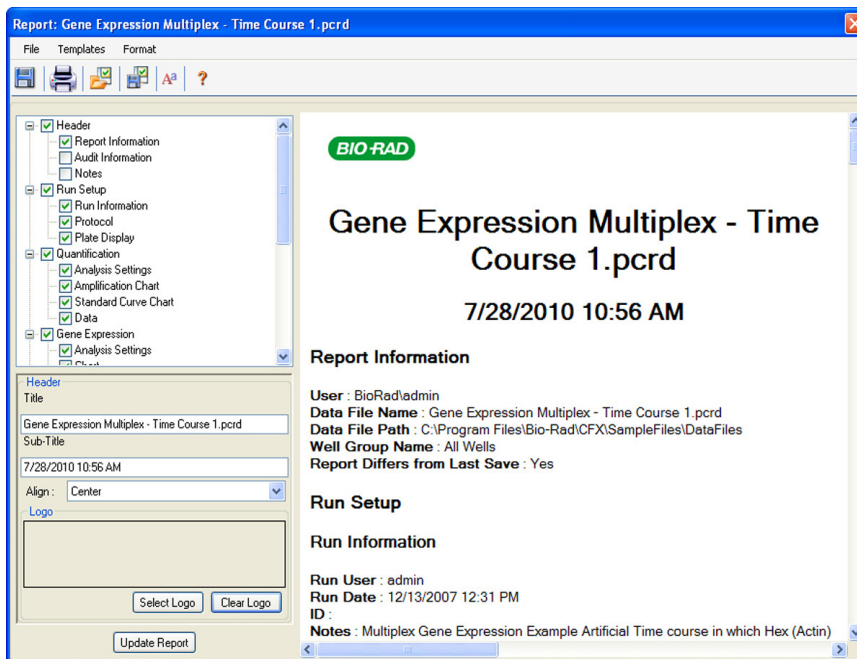 Report: Gene Expression Multiplex - Time Course 1.pcrd
File Templates Format
Aa ?
Header
Report Information
Audit Information
Notes
Run Setup
Run Information
Protocol
Plate Display
Quantification
Analysis Settings
Amplification Chart
Standard Curve Chart
Data
Gene Expression
Analysis Settings
Chart
Header
Title
Gene Expression Multiplex - Time Course 1.pcrd
Sub-Title
7/28/2010 10:56 AM
Align : Center
Logo
Select Logo Clear Logo
Update Report
BIO-RAD
Gene Expression Multiplex - Time
Course 1.pcrd
7/28/2010 10:56 AM
Report Information
User : BioRad\admin
Data File Name : Gene Expression Multiplex - Time Course 1.pcrd
Data File Path : C:\Program Files\Bio-Rad\CFX\SampleFiles\DataFiles
Well Group Name : All Wells
Report Differs from Last Save : Yes
Run Setup
Run Information
Run User : admin
Run Date : 12/13/2007 12:31 PM
ID :
Notes : Multiplex Gene Expression Example Artificial Time course in which Hex (Actin)